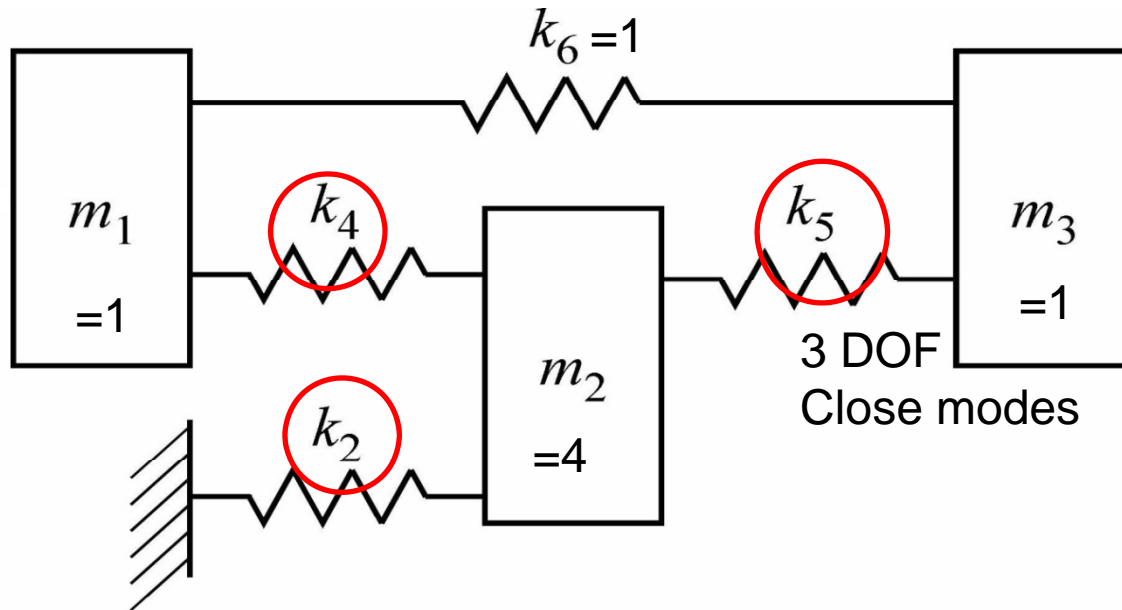 k6 =1
m1
=1
k4
k5
m3
=1
m2
=4
k2
3 DOF
Close modes